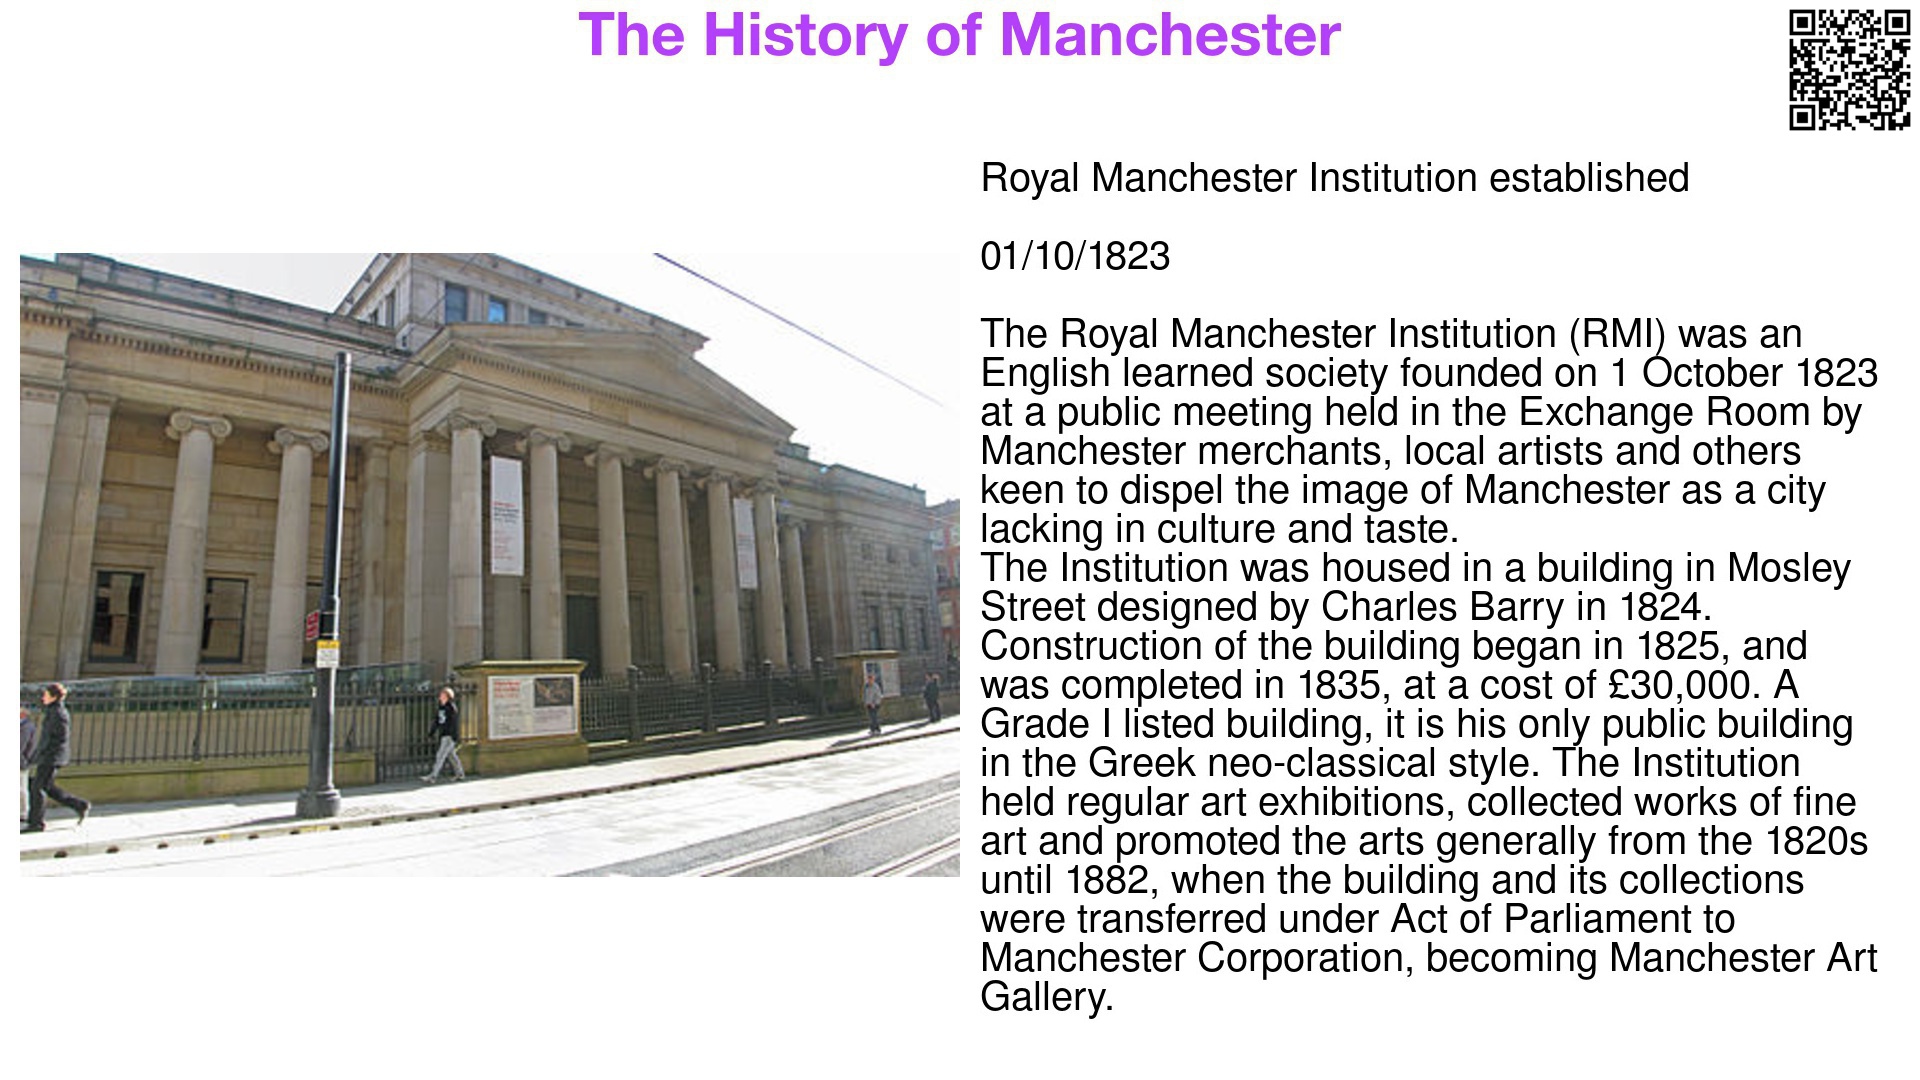 The History of Manchester
Royal Manchester Institution established
01/10/1823
The Royal Manchester Institution (RMI) was an
English learned society founded on 1 October 1823
at a public meeting held in the Exchange Room by
Manchester merchants, local artists and others
keen to dispel the image of Manchester as a city
lacking in culture and taste.
The Institution was housed in a building in Mosley
Street designed by Charles Barry in 1824.
Construction of the building began in 1825, and
was completed in 1835, at a cost of £30,000. A
Grade I listed building, it is his only public building
in the Greek neo-classical style. The Institution
held regular art exhibitions, collected works of fine
art and promoted the arts generally from the 1820s
until 1882, when the building and its collections
were transferred under Act of Parliament to
Manchester Corporation, becoming Manchester Art
Gallery.